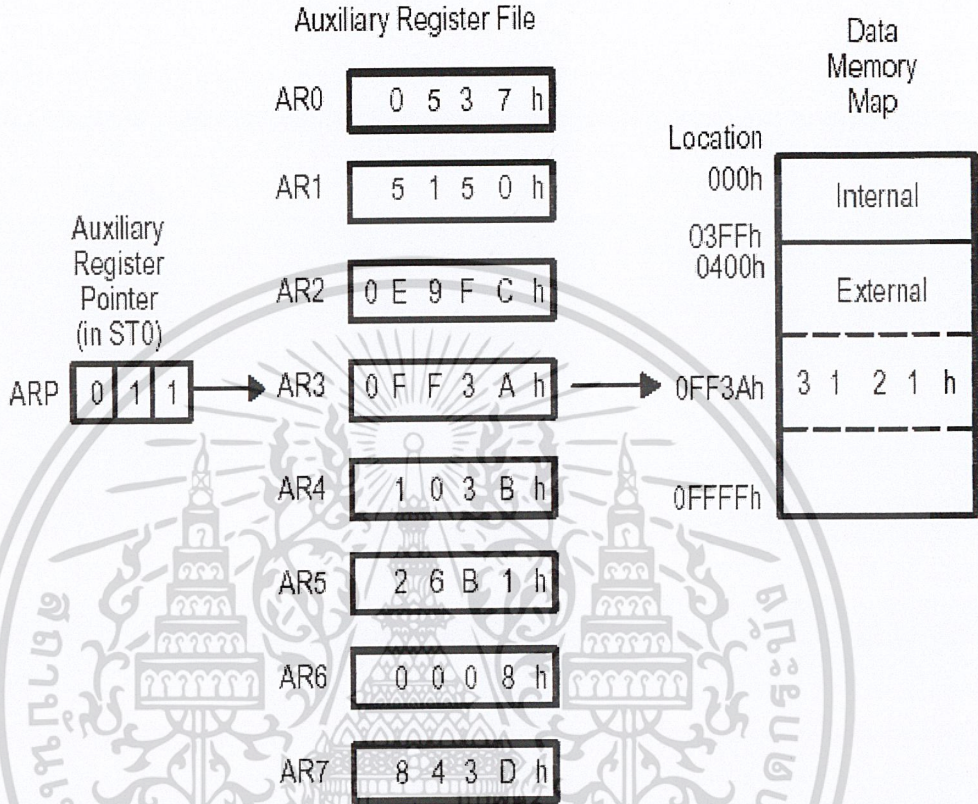 Auxiliary Register File
Data
Memory
Map
Location
AR0 0 5 3 7 h
000h
Internal
AR1 5 1 5 0 h
03FFh
0400h
Auxiliary
Register
Pointer
(in ST0)
AR2 0 E 9 F C h
External
ARP 0 1 1
AR3 0 F F 3 A h
0FF3Ah
3 1 2 1 h
AR4 1 0 3 B h
0FFFFh
AR5 2 6 B 1 h
AR6 0 0 0 8 h
AR7 8 4 3 D h